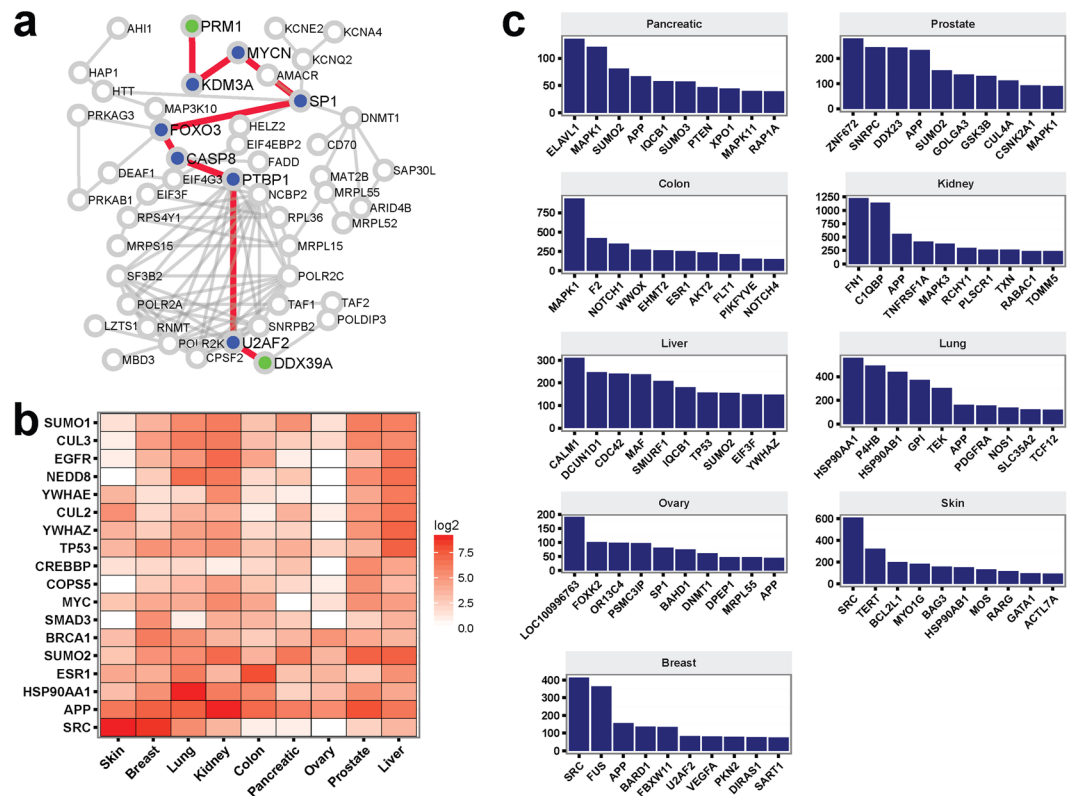 a
PRM1
AHI1
KCNE2
KCNA4
MYCN
KCNQ2
HAP1
AMACR
KDM3A
HTT
SP1
MAP3K10
PRKAG3
DNMT1
FOXO3
HELZ2
EIF4EBP2
CD70
CASP8
FADD
DEAF1
SAP30L
EIF4G3
PTBP1
MAT2B
PRKAB1
EIF3F
NCBP2
MRPL55
ARID4B
RPS4Y1
RPL36
MRPL52
MRPS15
MRPL15
SF3B2
POLR2C
POLR2A
TAF1
TAF2
LZTS1
RNMT
SNRPB2
POLDIP3
POLR2K
U2AF2
MBD3
CPSF2
DDX39A
b
SUMO1
CUL3
EGFR
NEDD8
YWHAE
CUL2
YWHAZ
TP53
CREBBP
COPS5
MYC
SMAD3
BRCA1
SUMO2
ESR1
HSP90AA1
APP
SRC
Skin
Breast
Lung
Kidney
Colon
Pancreatic
Ovary
Prostate
Liver
log2
7.5
5.0
2.5
0.0
c
Pancreatic
100
50
0
ELAVL1
MAPK1
SUMO2
APP
IQCB1
SUMO3
PTEN
XPO1
MAPK11
RAP1A
Prostate
200
100
0
ZNF672
SNRPC
DDX23
APP
SUMO2
GOLGA3
GSK3B
CUL4A
CSNK2A1
MAPK1
Colon
750
500
250
0
MAPK1
F2
NOTCH1
WWOX
EHMT2
ESR1
AKT2
FLT1
PIKFYVE
NOTCH4
Kidney
1250
1000
750
500
250
0
FN1
C1QBP
APP
TNFRSF1A
MAPK3
RCHY1
PLSCR1
TXN
RABAC1
TOMM5
Liver
300
200
100
0
CALM1
DCUN1D1
CDC42
MAF
SMURF1
IQCB1
TP53
SUMO2
EIF3F
YWHAZ
Lung
400
200
0
HSP90AA1
P4HB
HSP90AB1
GPI
TEK
APP
PDGFRA
NOS1
SLC35A2
TCF12
Ovary
200
150
100
50
0
LOC100996763
FOXK2
OR13C4
PSMC3IP
SP1
BAHD1
DNMT1
DPEP1
MRPL55
APP
Skin
600
400
200
0
SRC
TERT
BCL2L1
MYO1G
BAG3
HSP90AB1
MOS
RARG
GATA1
ACTL7A
Breast
400
300
200
100
0
SRC
FUS
APP
BARD1
FBXW11
U2AF2
VEGFA
PKN2
DIRAS1
SART1